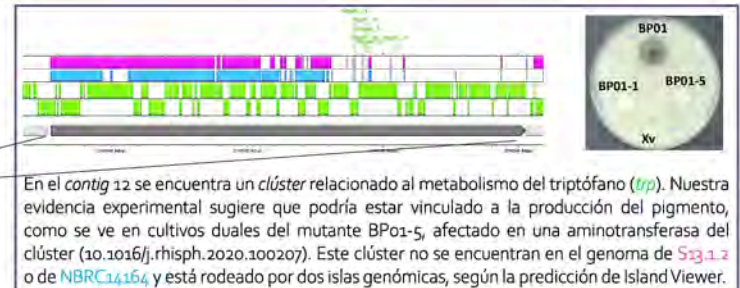 BP01
BP01-1
BP01-5
Xv
En el contig 12 se encuentra un clúster relacionado al metabolismo del triptófano (trp). Nuestra
evidencia experimental sugiere que podría estar vinculado a la producción del pigmento,
como se ve en cultivos duales del mutante BP01-5, afectado en una aminotransferasa del
clúster (10.1016/j.rhisph.2020.100207). Este clúster no se encuentran en el genoma de S13.1.2
o de NBRC14164 y está rodeado por dos islas genómicas, según la predicción de Island Viewer.